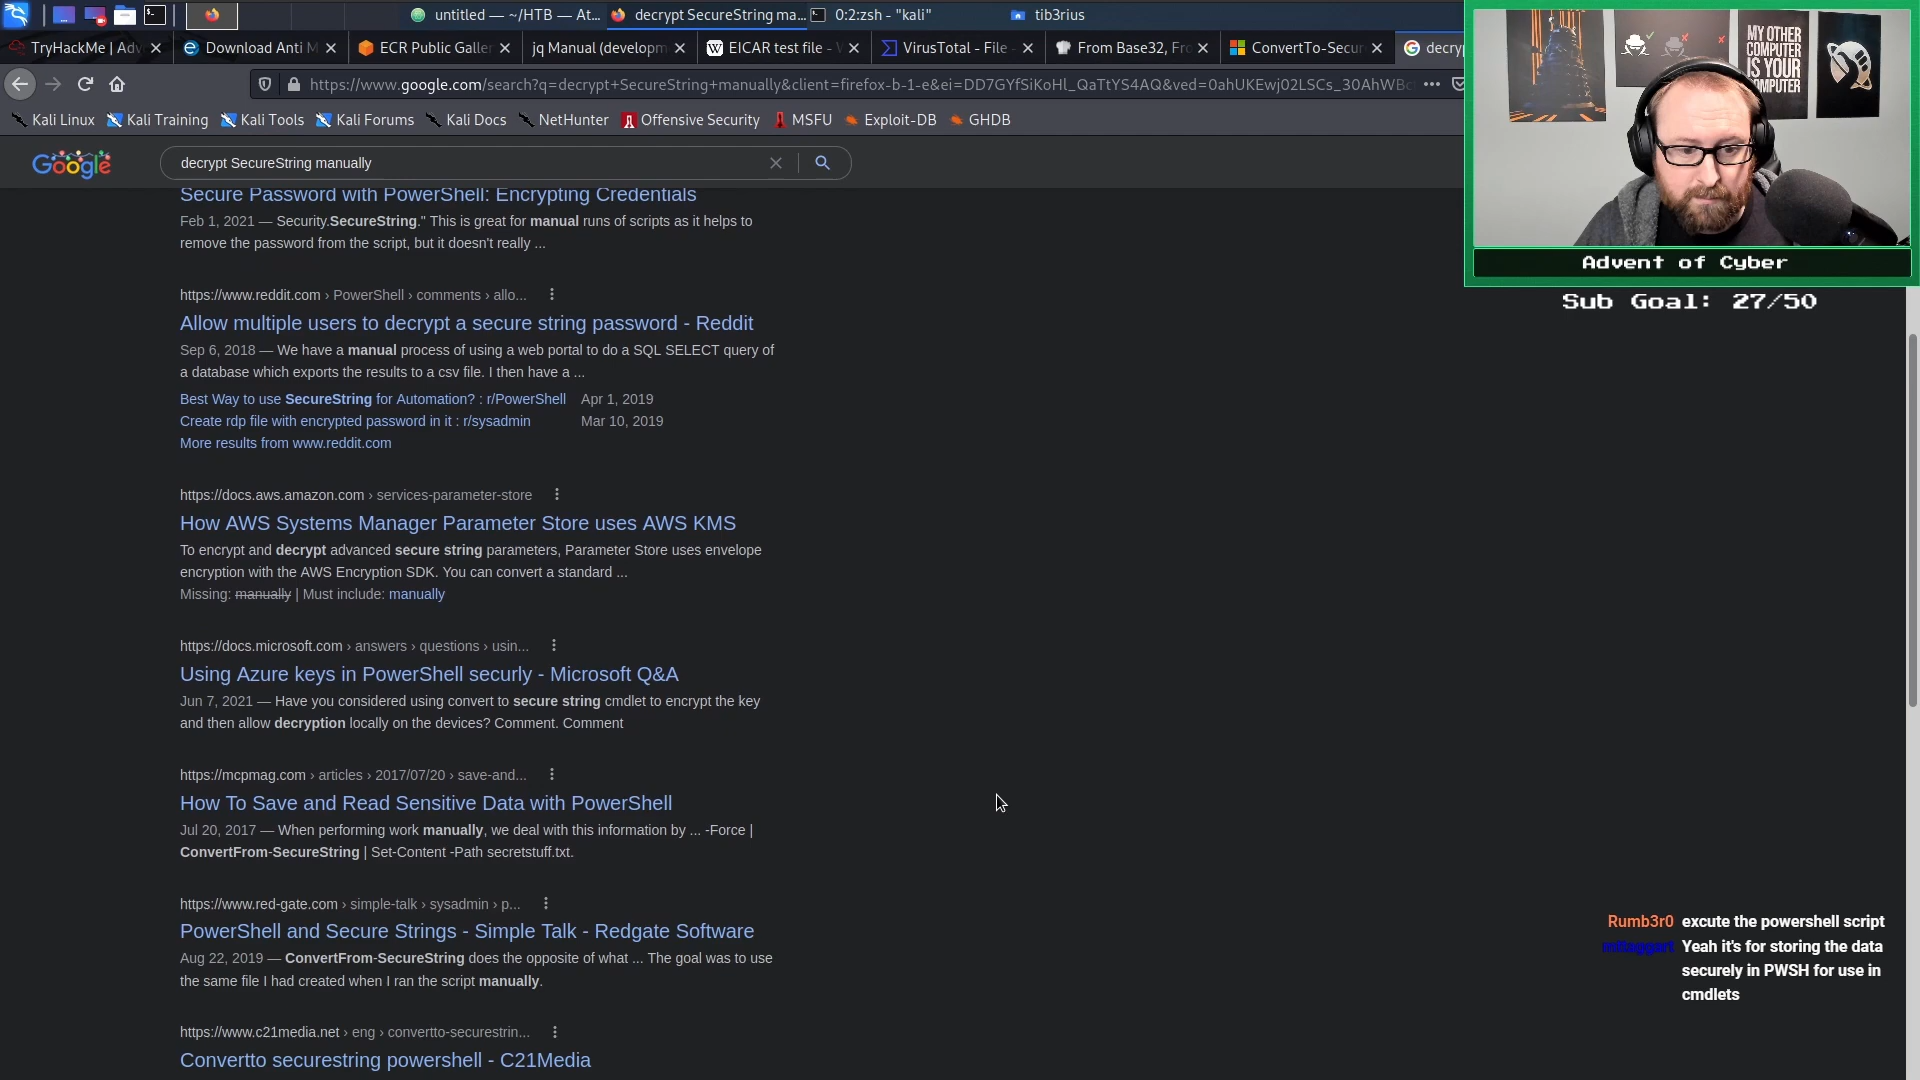 untitled — ~/HTB — At...
decrypt SecureString ma...
0:2:zsh - "kali"
tib3rius
TryHackMe | Adv
Download Anti M
ECR Public Galle
jq Manual (developm
EICAR test file - V
VirusTotal - File -
From Base32, Fro
ConvertTo-Secur
decry
https://www.google.com/search?q=decrypt+SecureString+manually&client=firefox-b-1-e&ei=DD7GYfSiKoHl_QaTtYS4AQ&ved=0ahUKEwj02LSCs_30AhWBc
Kali Linux
Kali Training
Kali Tools
Kali Forums
Kali Docs
NetHunter
Offensive Security
MSFU
Exploit-DB
GHDB
Google
decrypt SecureString manually
Secure Password with PowerShell: Encrypting Credentials
Feb 1, 2021 — Security.SecureString." This is great for manual runs of scripts as it helps to
remove the password from the script, but it doesn't really ...
https://www.reddit.com › PowerShell › comments › allo...
Allow multiple users to decrypt a secure string password - Reddit
Sep 6, 2018 — We have a manual process of using a web portal to do a SQL SELECT query of
a database which exports the results to a csv file. I then have a ...
Best Way to use SecureString for Automation? : r/PowerShell Apr 1, 2019
Create rdp file with encrypted password in it : r/sysadmin Mar 10, 2019
More results from www.reddit.com
https://docs.aws.amazon.com › services-parameter-store
How AWS Systems Manager Parameter Store uses AWS KMS
To encrypt and decrypt advanced secure string parameters, Parameter Store uses envelope
encryption with the AWS Encryption SDK. You can convert a standard ...
Missing: manually | Must include: manually
https://docs.microsoft.com › answers › questions › usin...
Using Azure keys in PowerShell securly - Microsoft Q&A
Jun 7, 2021 — Have you considered using convert to secure string cmdlet to encrypt the key
and then allow decryption locally on the devices? Comment. Comment
https://mcpmag.com › articles › 2017/07/20 › save-and...
How To Save and Read Sensitive Data with PowerShell
Jul 20, 2017 — When performing work manually, we deal with this information by ... -Force |
ConvertFrom-SecureString | Set-Content -Path secretstuff.txt.
https://www.red-gate.com › simple-talk › sysadmin › p...
PowerShell and Secure Strings - Simple Talk - Redgate Software
Aug 22, 2019 — ConvertFrom-SecureString does the opposite of what ... The goal was to use
the same file I had created when I ran the script manually.
https://www.c21media.net › eng › convertto-securestrin...
Convertto securestring powershell - C21Media
MY OTHER
COMPUTER
IS YOUR
COMPUTER
Advent of Cyber
Sub Goal: 27/50
Rumb3r0 excute the powershell script
Yeah it's for storing the data
securely in PWSH for use in
cmdlets